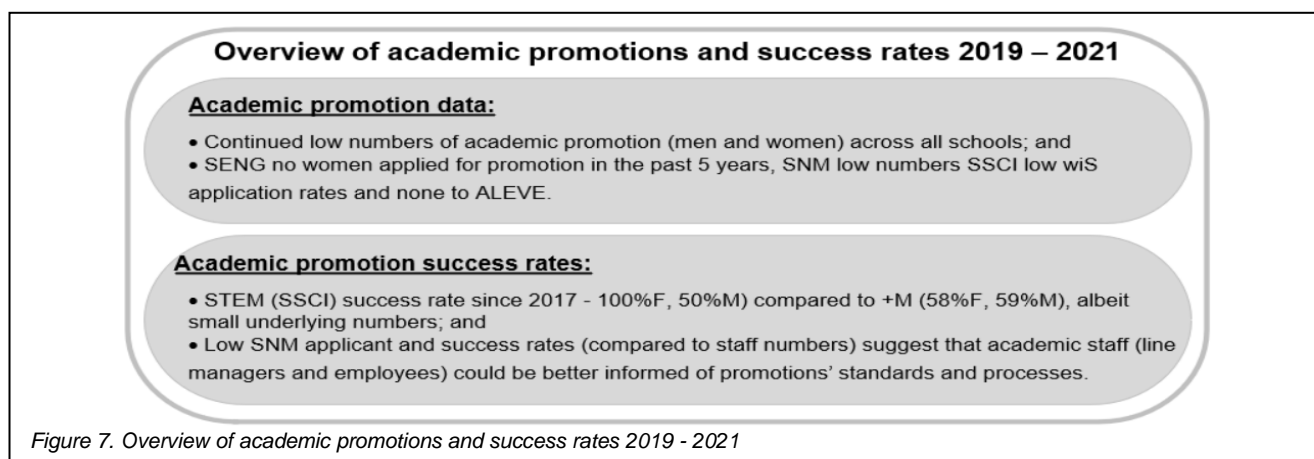 Overview of academic promotions and success rates 2019 – 2021
Academic promotion data:
• Continued low numbers of academic promotion (men and women) across all schools; and
• SENG no women applied for promotion in the past 5 years, SNM low numbers SSCI low wiS
application rates and none to ALEVE.
Academic promotion success rates:
• STEM (SSCI) success rate since 2017 - 100%F, 50%M) compared to +M (58%F, 59%M), albeit
small underlying numbers; and
• Low SNM applicant and success rates (compared to staff numbers) suggest that academic staff (line
managers and employees) could be better informed of promotions’ standards and processes.
Figure 7. Overview of academic promotions and success rates 2019 - 2021